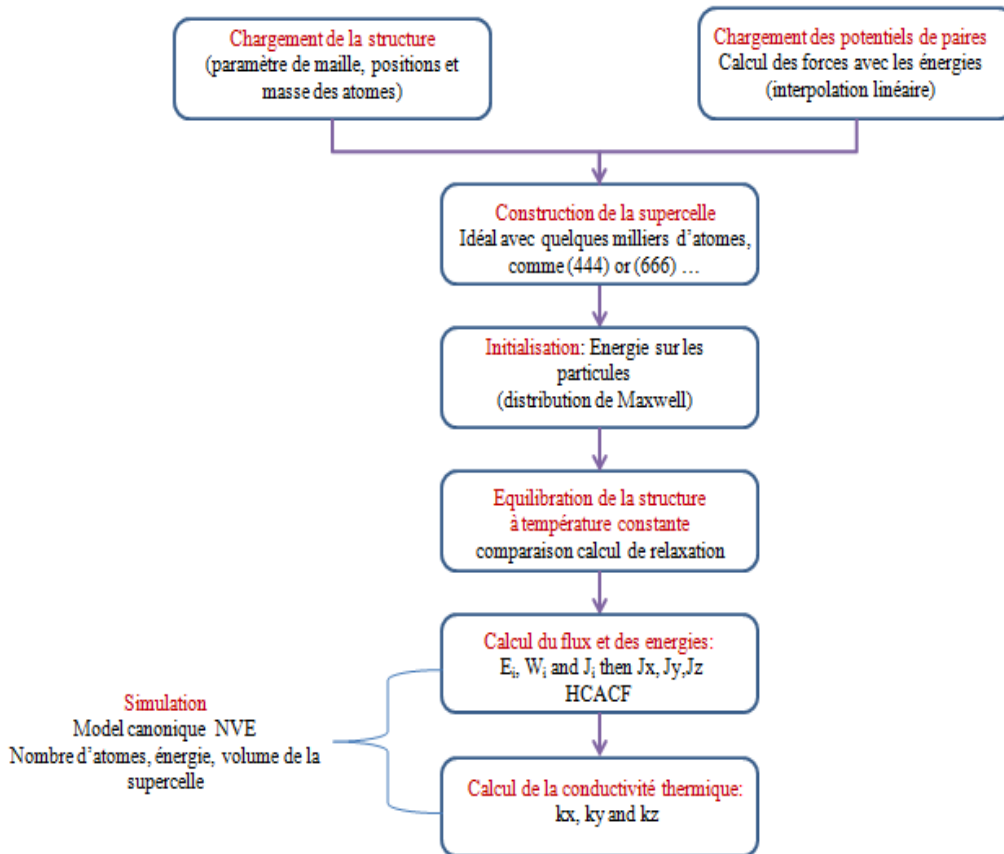 Chargement de la structure
(paramètre de maille, positions et
masse des atomes)
Chargement des potentiels de paires
Calcul des forces avec les énergies
(interpolation linéaire)
Construction de la supercelle
Idéal avec quelques milliers d'atomes,
comme (444) or (666) ...
Initialisation: Energie sur les
particules
(distribution de Maxwell)
Equilibration de la structure
à température constante
comparaison calcul de relaxation
Calcul du flux et des energies:
Eᵢ, Wᵢ and Jᵢ then Jx, Jy,Jz
HCACF
Simulation
Model canonique NVE
Nombre d'atomes, énergie, volume de la
supercelle
Calcul de la conductivité thermique:
kx, ky and kz